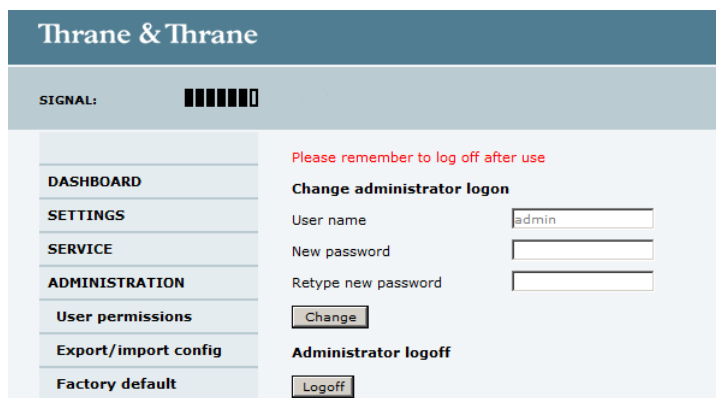 Thrane & Thrane
SIGNAL:
DASHBOARD
SETTINGS
SERVICE
ADMINISTRATION
User permissions
Export/import config
Factory default
Please remember to log off after use
Change administrator logon
User name admin
New password
Retype new password
Change
Administrator logoff
Logoff